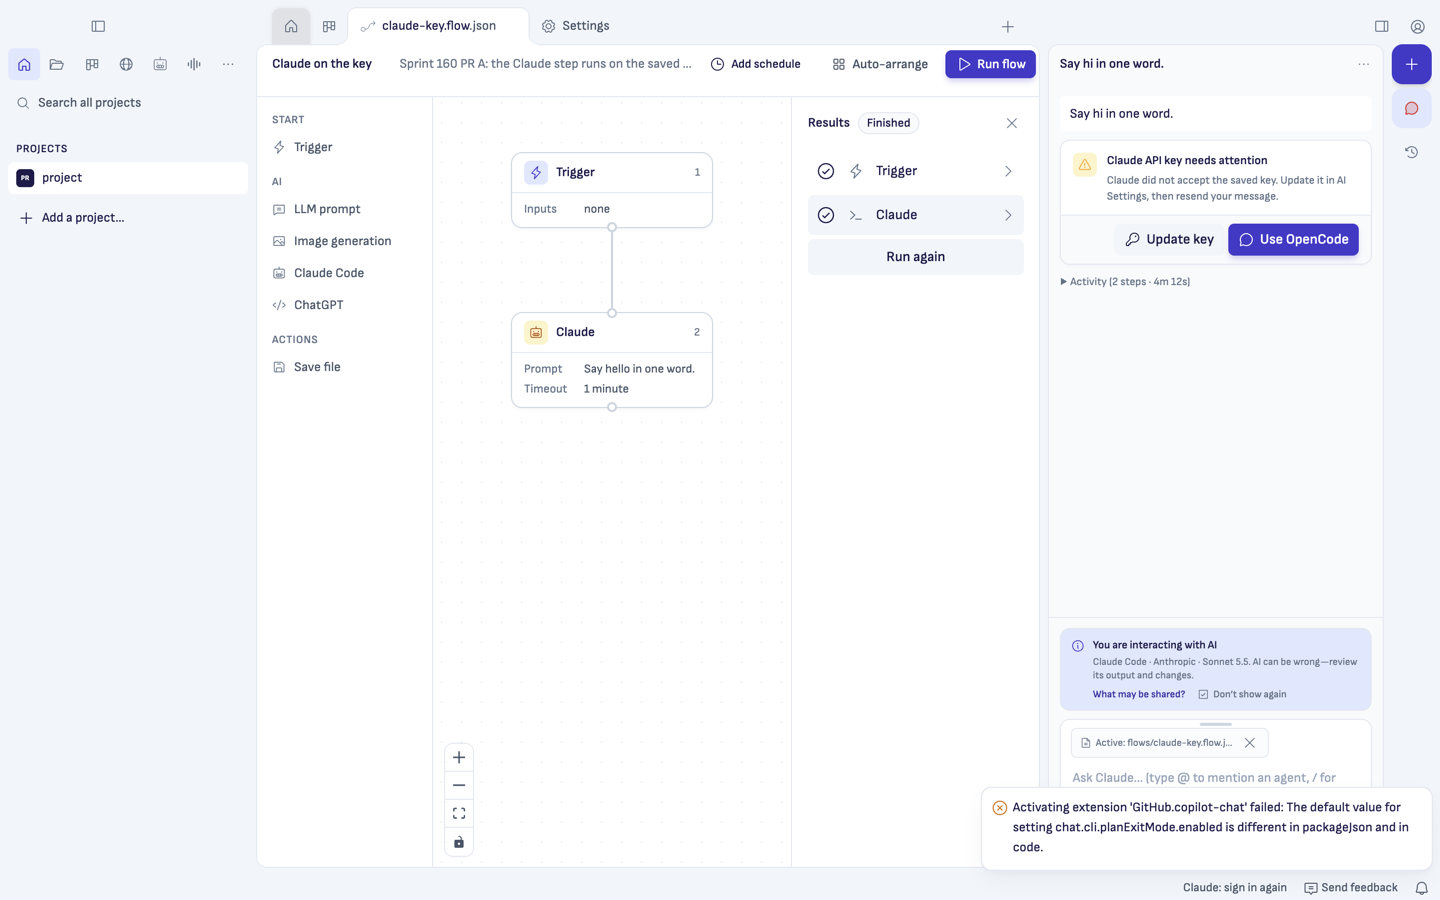 claude-key.flow.json
Settings
Search all projects
PROJECTS
PR
project
Add a project...
Claude on the key
Sprint 160 PR A: the Claude step runs on the saved ...
Add schedule
Auto-arrange
Run flow
START
Trigger
AI
LLM prompt
Image generation
Claude Code
ChatGPT
ACTIONS
Save file
Trigger
1
Inputs
none
Claude
2
Prompt
Say hello in one word.
Timeout
1 minute
Results
Finished
Trigger
Claude
Run again
Say hi in one word.
Say hi in one word.
Claude API key needs attention
Claude did not accept the saved key. Update it in AI
Settings, then resend your message.
Update key
Use OpenCode
Activity (2 steps · 4m 12s)
You are interacting with AI
Claude Code · Anthropic · Sonnet 5.5. AI can be wrong—review
its output and changes.
What may be shared?
Don't show again
Active: flows/claude-key.flow.j...
Ask Claude... (type @ to mention an agent, / for
Activating extension 'GitHub.copilot-chat' failed: The default value for
setting chat.cli.planExitMode.enabled is different in packageJson and in
code.
Claude: sign in again
Send feedback